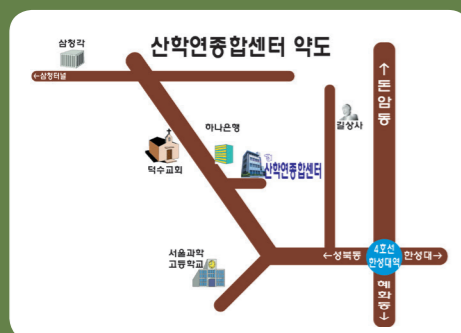 산학연종합센터 약도
삼청각
←삼청터널
↑
돈
암
동
하나은행
길상사
덕수교회
산학연종합센터
서울과학
고등학교
←성북동
4호선
한성대역
한성대→
혜
화
동
↓